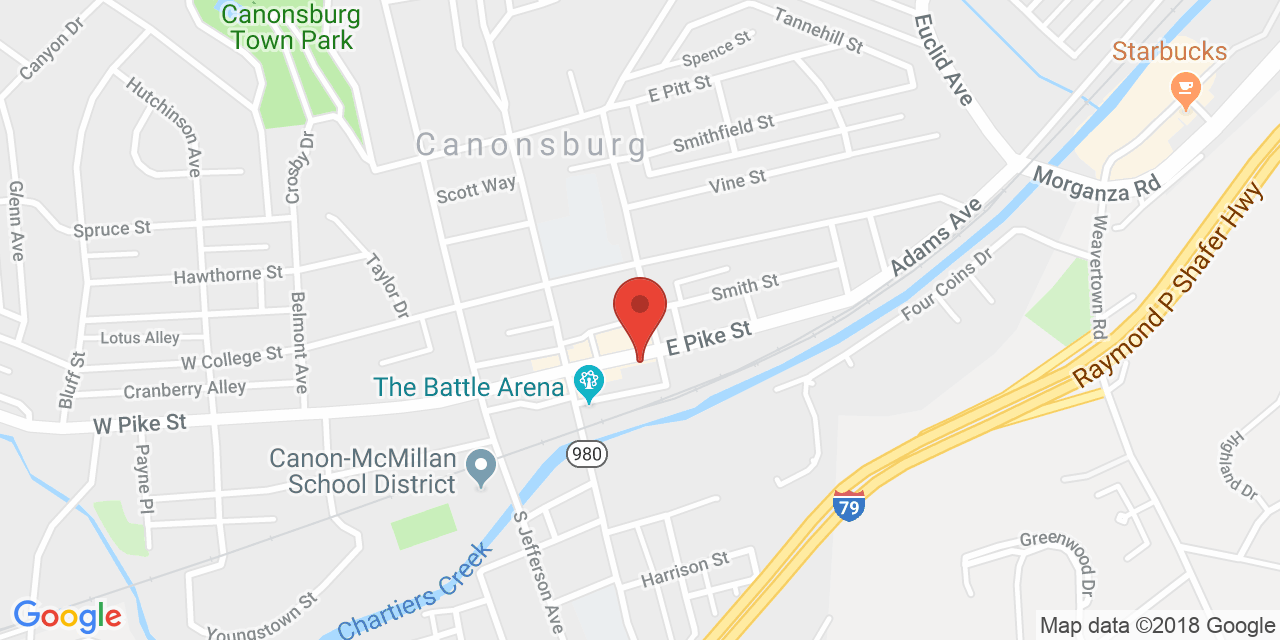 Canonsburg
Town Park
Canyon Dr
Hutchinson Ave
Crosby Dr
Glenn Ave
Spruce St
Hawthorne St
Taylor Dr
Belmont Ave
Lotus Alley
W College St
Cranberry Alley
Bluff St
W Pike St
Payne Pl
Canonsburg
Scott Way
Spence St
Tannehill St
E Pitt St
Smithfield St
Vine St
Euclid Ave
Starbucks
Morganza Rd
Adams Ave
Four Coins Dr
Weavertown Rd
Raymond P Shafer Hwy
Smith St
E Pike St
The Battle Arena
Canon-McMillan
School District
980
79
S Jefferson Ave
Chartiers Creek
Youngstown St
Harrison St
Highland Dr
Greenwood Dr
Google
Map data ©2018 Google